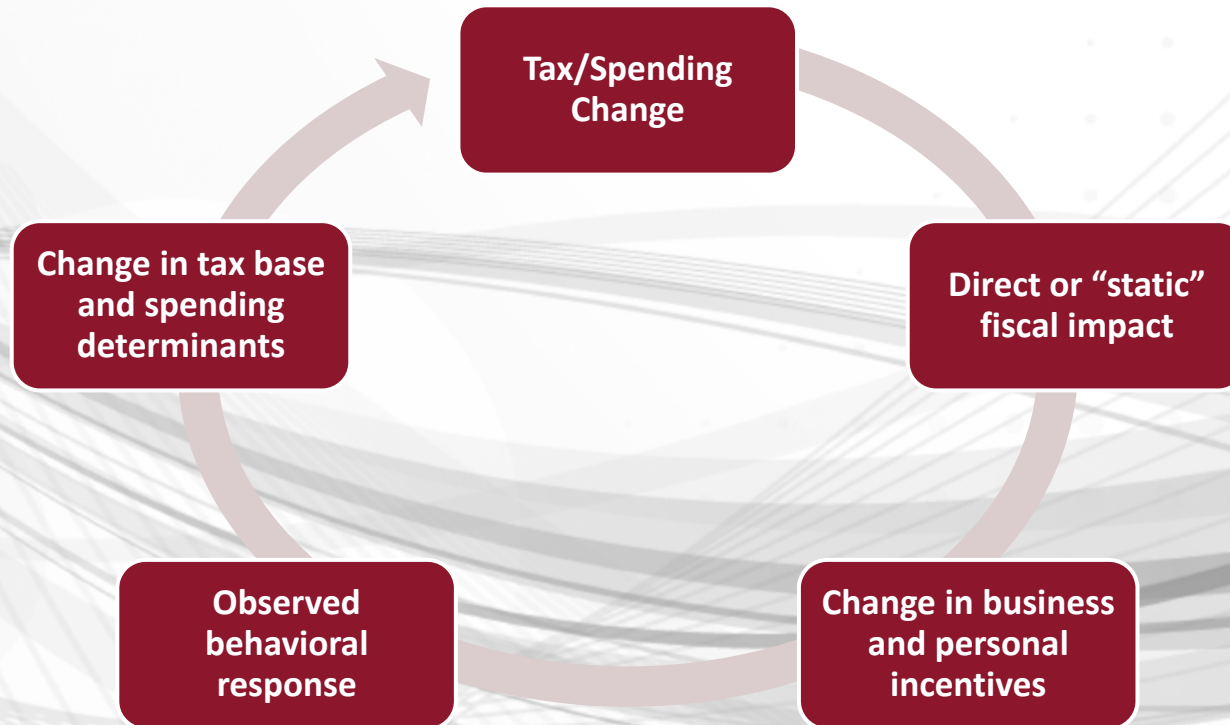 Tax/Spending
Change
Direct or “static”
fiscal impact
Change in business
and personal
incentives
Observed
behavioral
response
Change in tax base
and spending
determinants